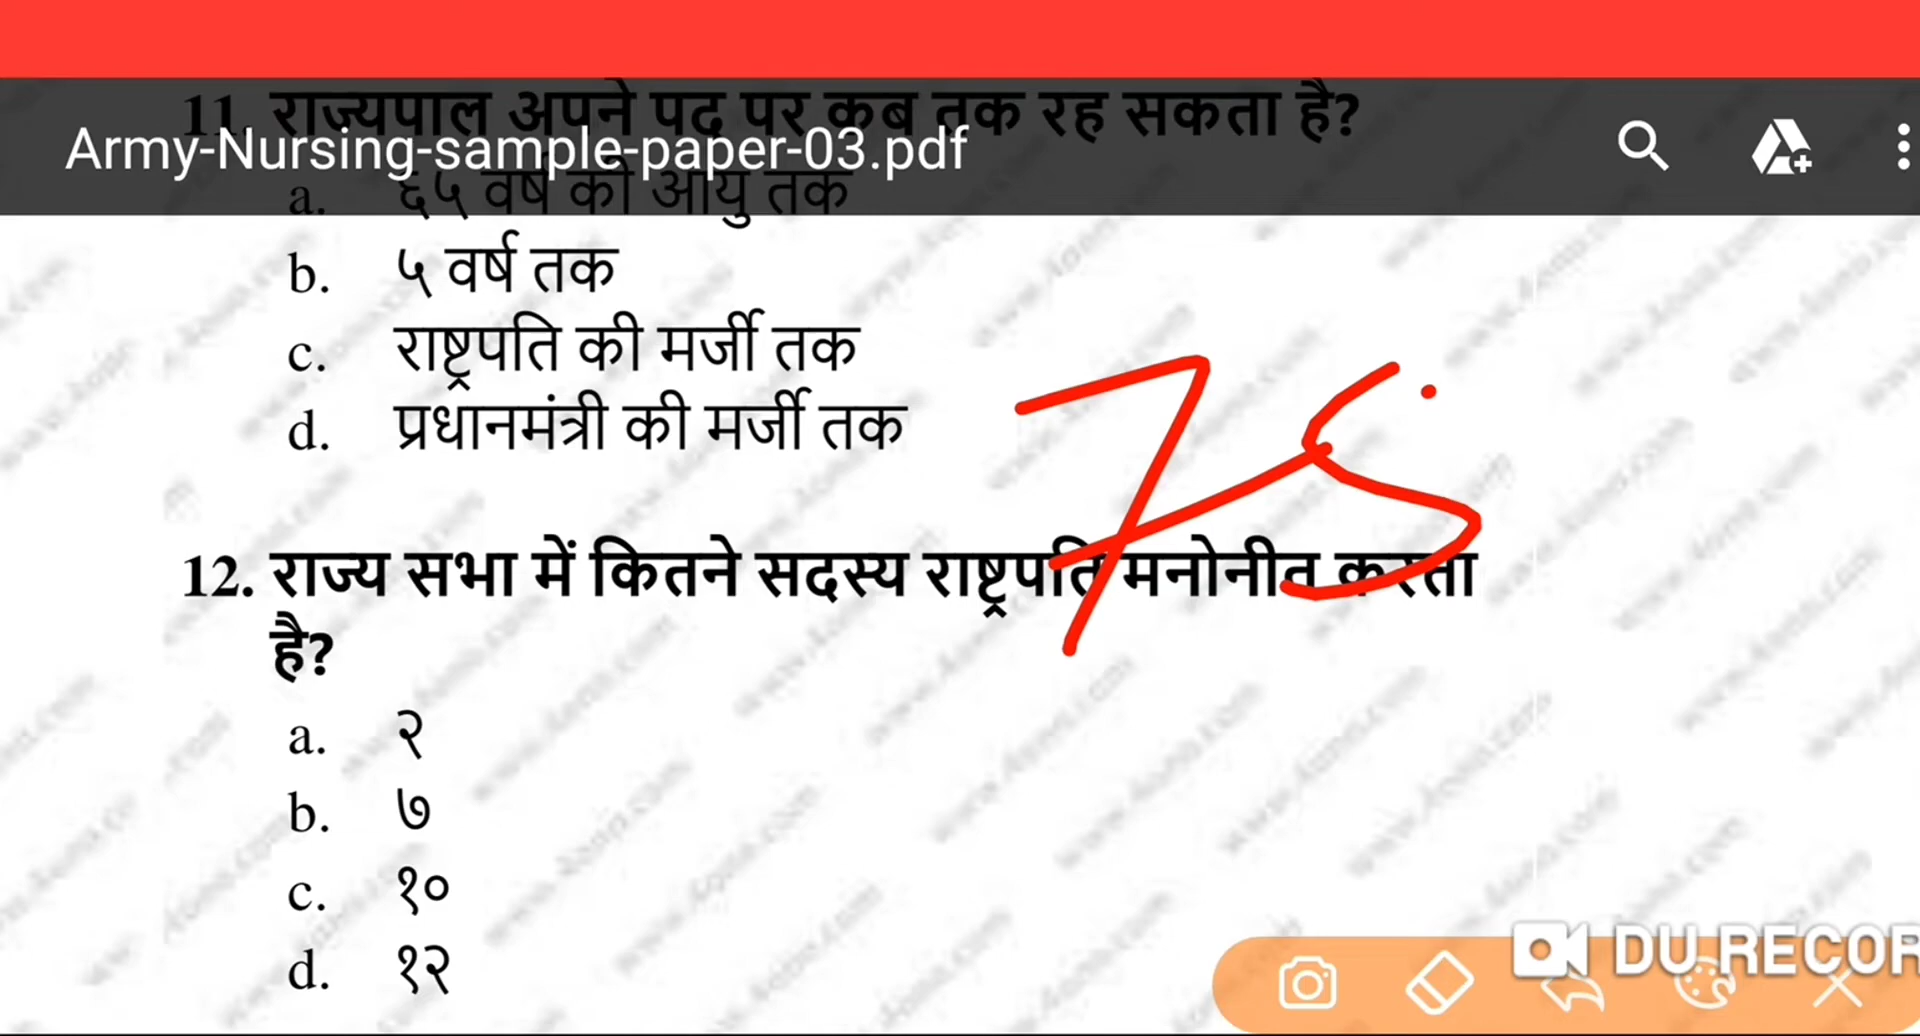 11. राज्यपाल अपने पद पर कब तक रह सकता है?
Army-Nursing-sample-paper-03.pdf
a. ६५ वर्ष की आयु तक
b. ५ वर्ष तक
c. राष्ट्रपति की मर्जी तक
d. प्रधानमंत्री की मर्जी तक
75
12. राज्य सभा में कितने सदस्य राष्ट्रपति मनोनीत करता
है?
a. २
b. ७
c. १०
d. १२
DU RECOR